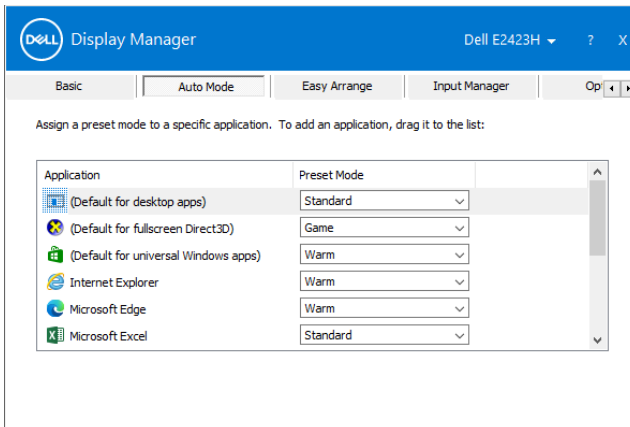 DELL Display Manager Dell E2423H ? X
Basic Auto Mode Easy Arrange Input Manager Op
Assign a preset mode to a specific application. To add an application, drag it to the list:
Application Preset Mode
(Default for desktop apps) Standard
(Default for fullscreen Direct3D) Game
(Default for universal Windows apps) Warm
Internet Explorer Warm
Microsoft Edge Warm
Microsoft Excel Standard